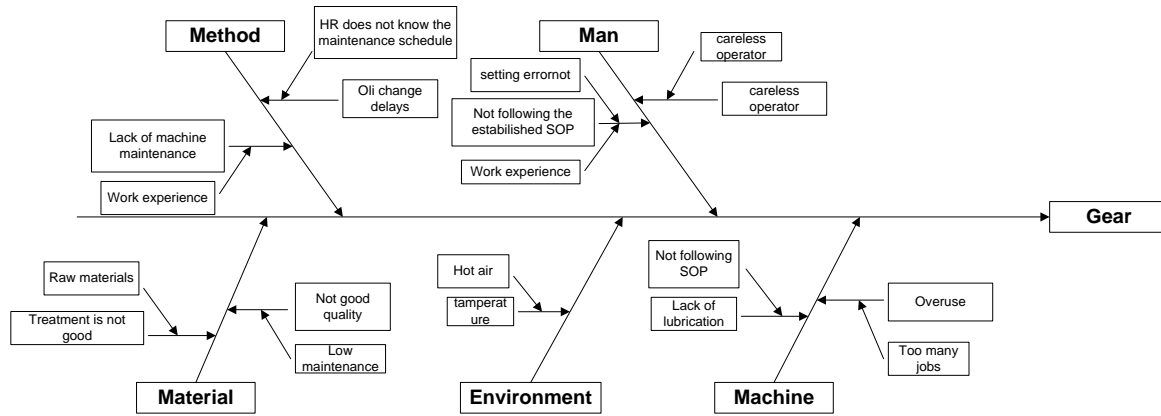 Method
HR does not know the
maintenance schedule
Oli change
delays
Lack of machine
maintenance
Work experience
Man
careless
operator
setting errornot
careless
operator
Not following the
estabilished SOP
Work experience
Gear
Raw materials
Treatment is not
good
Not good
quality
Low
maintenance
Material
Hot air
tamperat
ure
Environment
Not following
SOP
Lack of
lubrication
Overuse
Too many
jobs
Machine